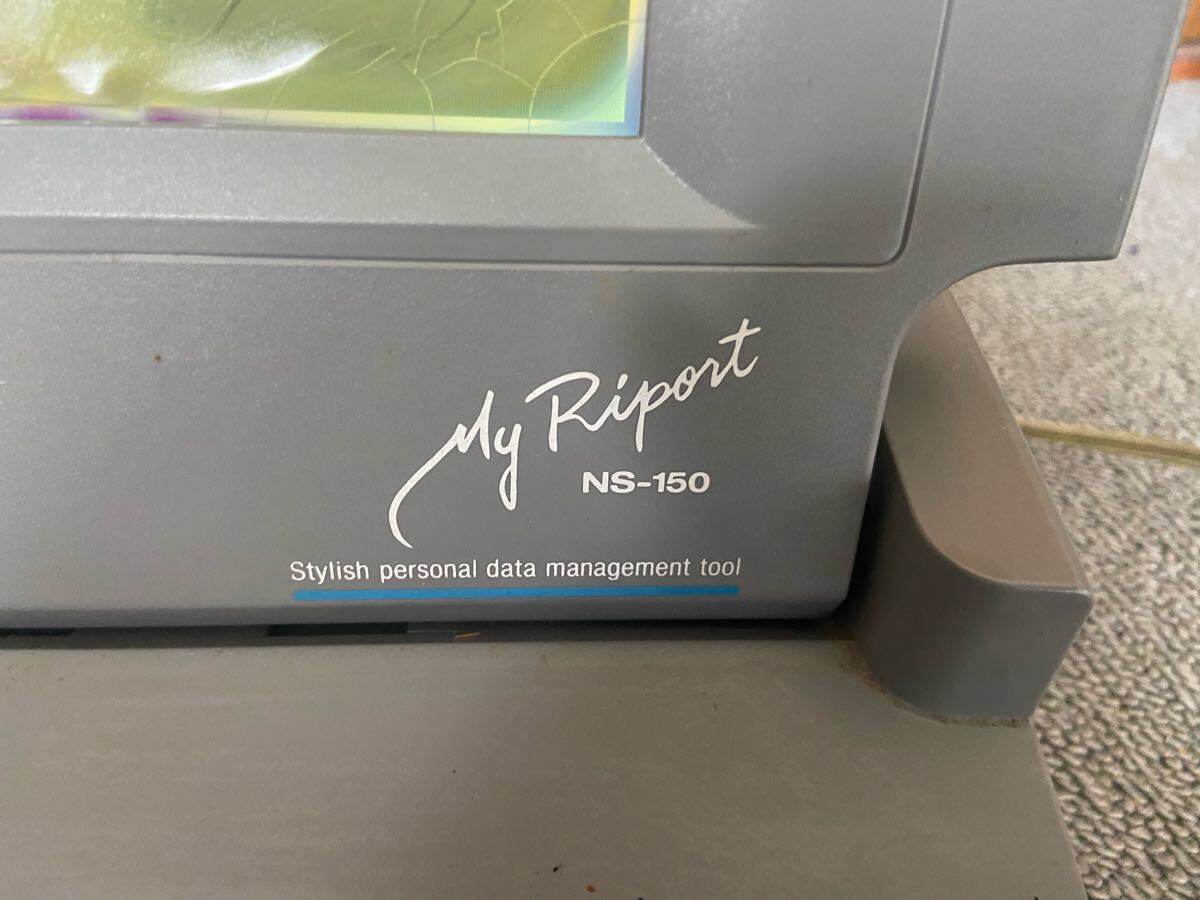 My Riport
NS-150
Stylish personal data management tool